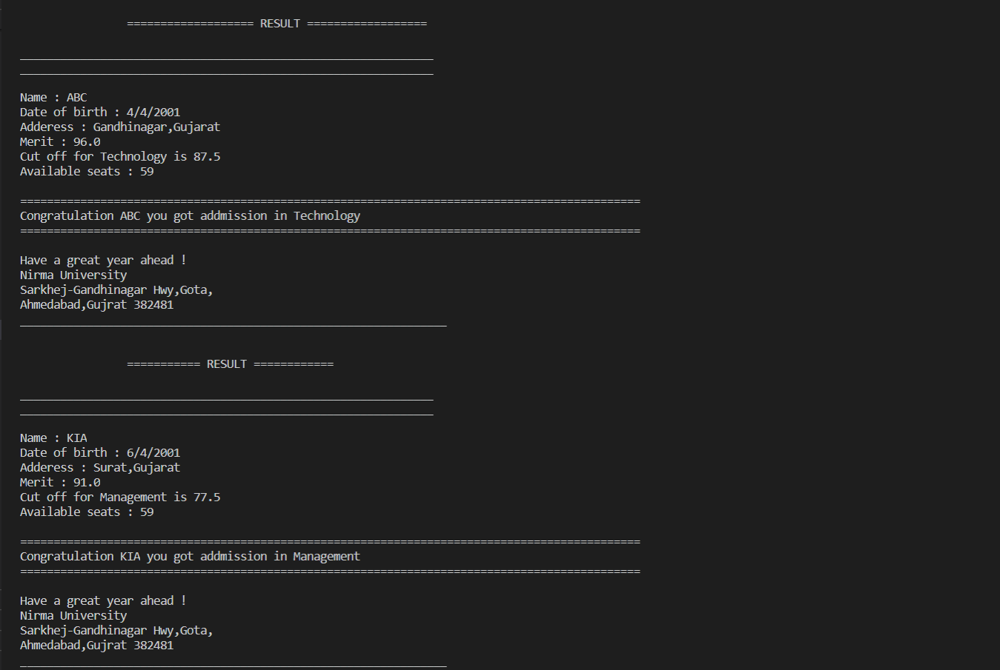 =================== RESULT ==================
______________________________________________________________
______________________________________________________________
Name : ABC
Date of birth : 4/4/2001
Adderess : Gandhinagar,Gujarat
Merit : 96.0
Cut off for Technology is 87.5
Available seats : 59
=============================================================================================
Congratulation ABC you got addmission in Technology
=============================================================================================
Have a great year ahead !
Nirma University
Sarkhej-Gandhinagar Hwy,Gota,
Ahmedabad,Gujrat 382481
________________________________________________________________
=========== RESULT ============
______________________________________________________________
______________________________________________________________
Name : KIA
Date of birth : 6/4/2001
Adderess : Surat,Gujarat
Merit : 91.0
Cut off for Management is 77.5
Available seats : 59
=============================================================================================
Congratulation KIA you got addmission in Management
=============================================================================================
Have a great year ahead !
Nirma University
Sarkhej-Gandhinagar Hwy,Gota,
Ahmedabad,Gujrat 382481
________________________________________________________________